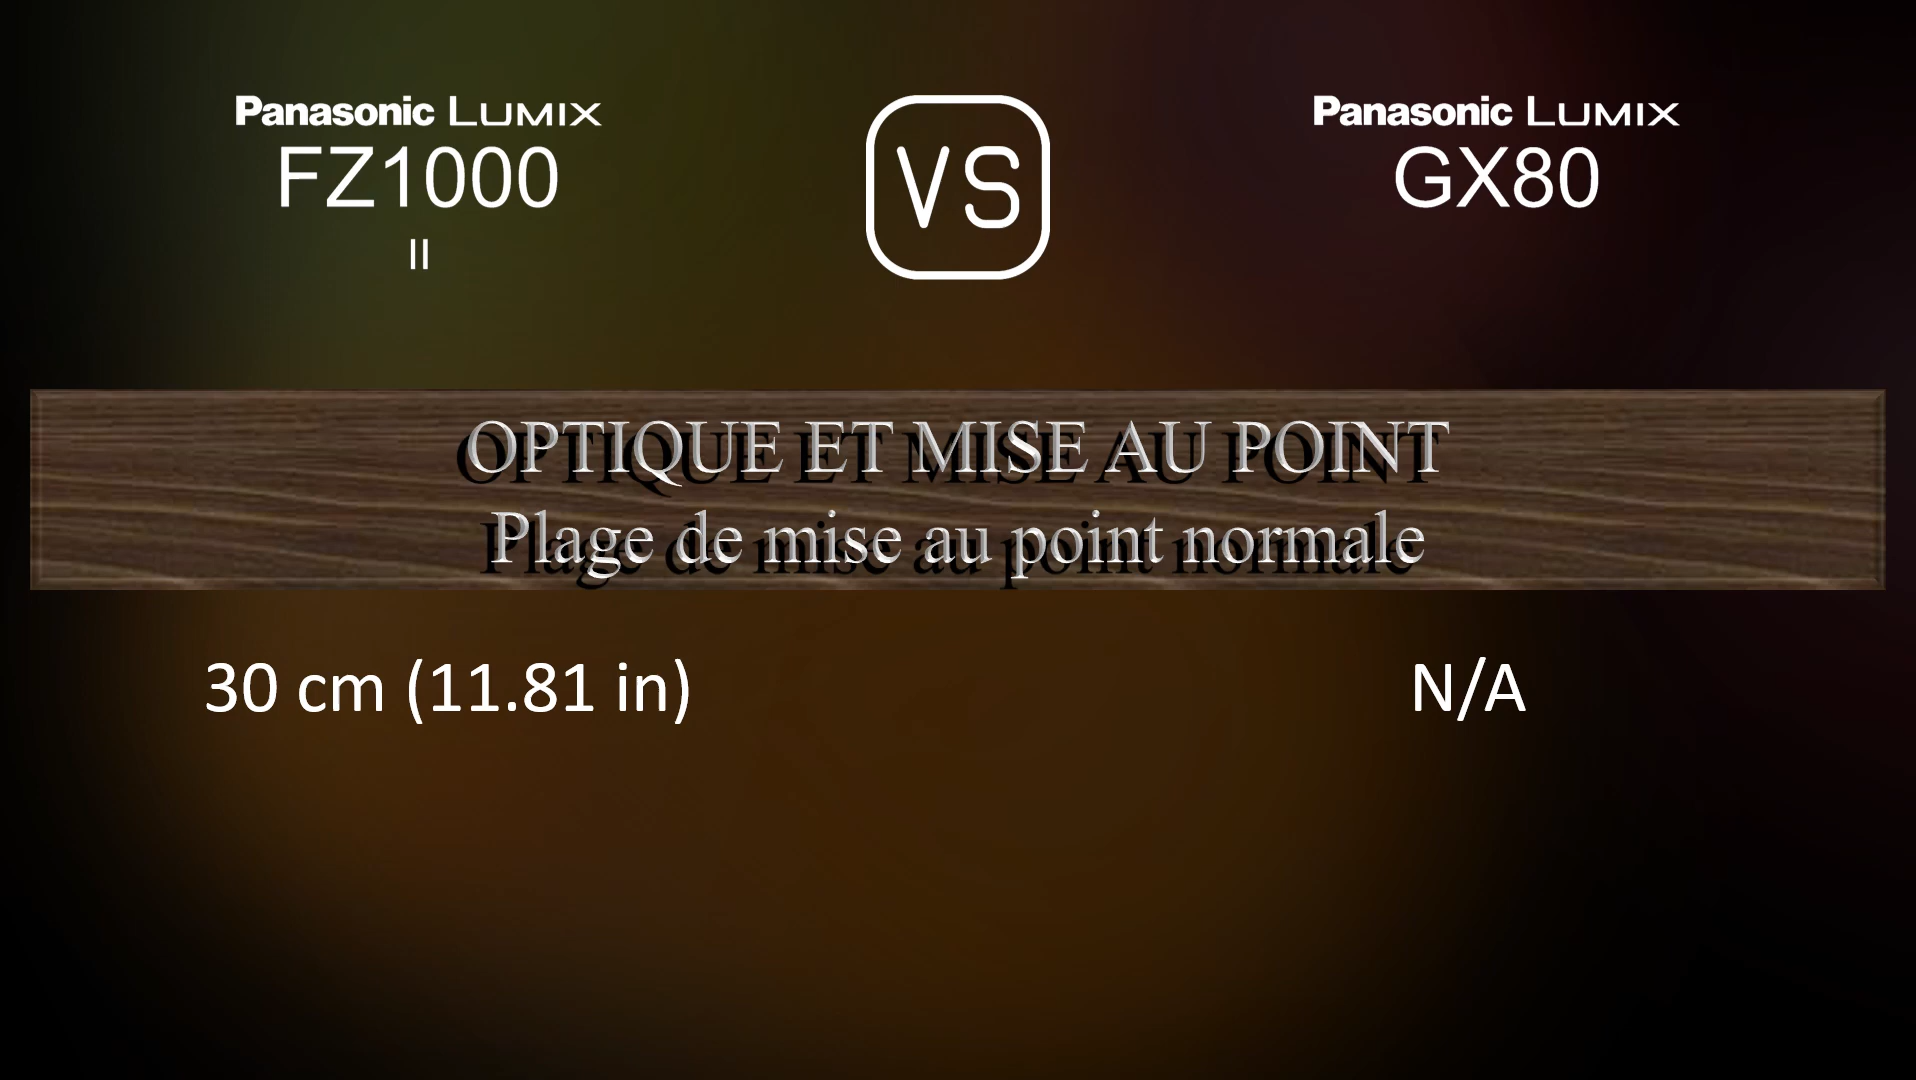 Panasonic LUMIX
FZ1000
II
VS
Panasonic LUMIX
GX80
OPTIQUE ET MISE AU POINT
Plage de mise au point normale
30 cm (11.81 in)
N/A